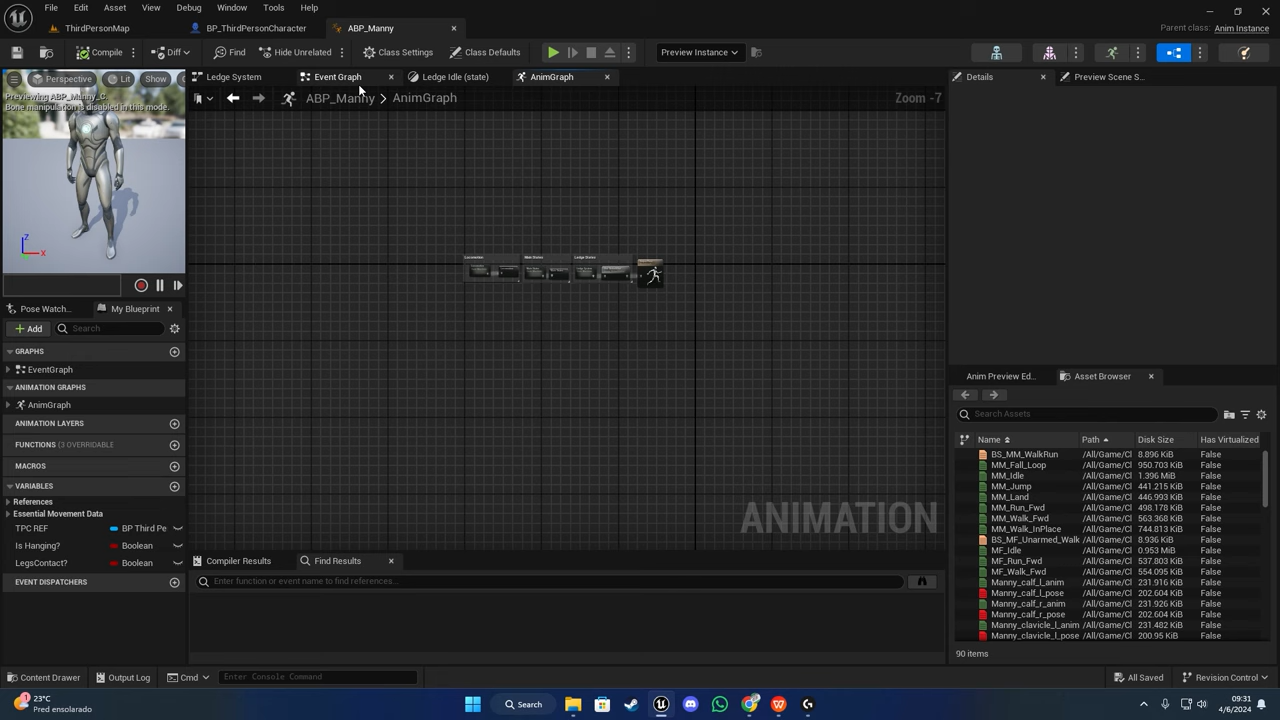 File Edit Asset View Debug Window Tools Help
ThirdPersonMap BP_ThirdPersonCharacter ABP_Manny
Parent class: Anim Instance
Compile Diff Find Hide Unrelated Class Settings Class Defaults Preview Instance
Perspective Lit Show
Previewing ABP_Manny_C.
Bone manipulation is disabled in this mode.
Z
X
Pose Watch... My Blueprint
Add Search
GRAPHS
EventGraph
ANIMATION GRAPHS
AnimGraph
ANIMATION LAYERS
FUNCTIONS (3 OVERRIDABLE
MACROS
VARIABLES
References
Essential Movement Data
TPC REF BP Third Pe
Is Hanging? Boolean
LegsContact? Boolean
EVENT DISPATCHERS
Ledge System Event Graph Ledge Idle (state) AnimGraph
ABP_Manny > AnimGraph
Zoom -7
Locomotion Main States Ledge States
ANIMATION
Compiler Results Find Results
Enter function or event name to find references...
Details Preview Scene S...
Anim Preview Ed... Asset Browser
Search Assets
Name Path Disk Size Has Virtualized
BS_MM_WalkRun /All/Game/Cl 8.896 KiB False
MM_Fall_Loop /All/Game/Cl 950.703 KiB False
MM_Idle /All/Game/Cl 1.396 MiB False
MM_Jump /All/Game/Cl 441.215 KiB False
MM_Land /All/Game/Cl 446.993 KiB False
MM_Run_Fwd /All/Game/Cl 498.178 KiB False
MM_Walk_Fwd /All/Game/Cl 563.368 KiB False
MM_Walk_InPlace /All/Game/Cl 744.813 KiB False
BS_MF_Unarmed_Walk /All/Game/Cl 8.936 KiB False
MF_Idle /All/Game/Cl 0.953 MiB False
MF_Run_Fwd /All/Game/Cl 537.803 KiB False
MF_Walk_Fwd /All/Game/Cl 554.095 KiB False
Manny_calf_l_anim /All/Game/Cl 231.916 KiB False
Manny_calf_l_pose /All/Game/Cl 202.604 KiB False
Manny_calf_r_anim /All/Game/Cl 231.926 KiB False
Manny_calf_r_pose /All/Game/Cl 202.604 KiB False
Manny_clavicle_l_anim /All/Game/Cl 231.482 KiB False
Manny_clavicle_l_pose /All/Game/Cl 200.95 KiB False
90 items
Content Drawer Output Log Cmd Enter Console Command All Saved Revision Control
23°C
Pred ensolarado
Search
09:31
4/6/2024